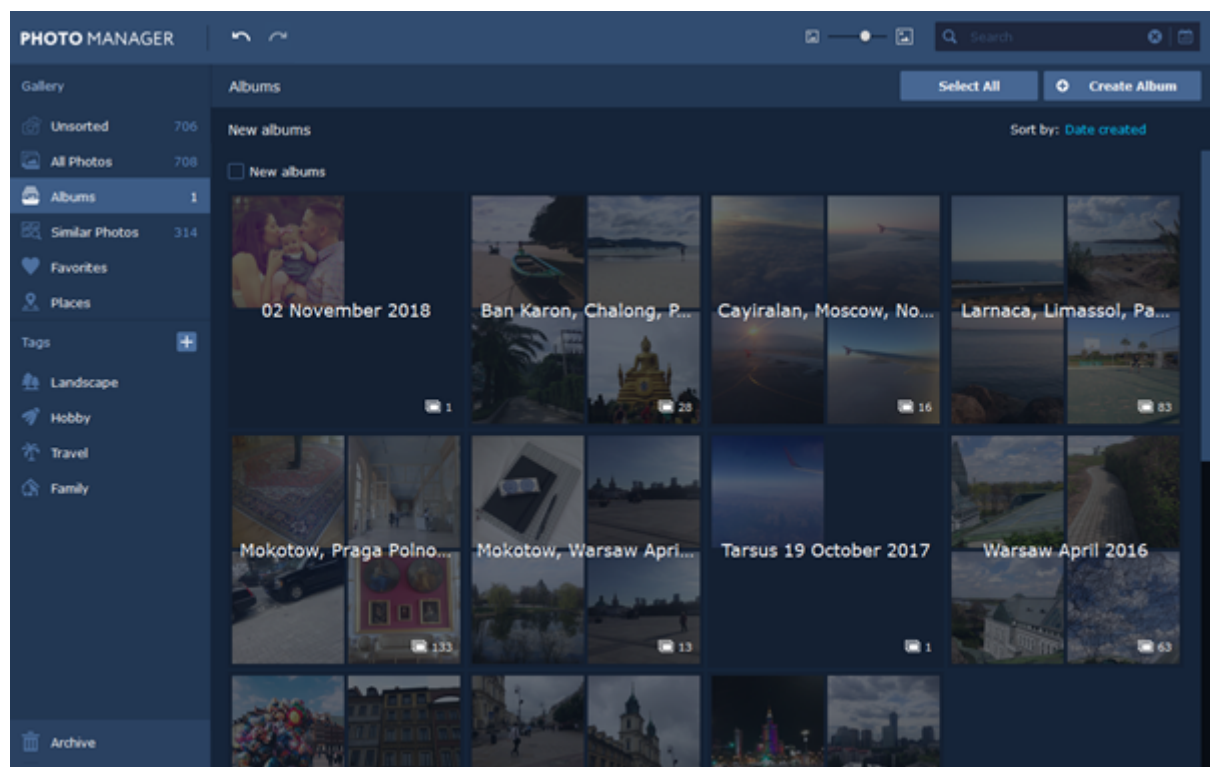 PHOTO MANAGER
Search
Gallery
Albums
Select All
Create Album
Unsorted 706
New albums
Sort by: Date created
All Photos 708
New albums
Albums 1
Similar Photos 314
Favorites
Places
02 November 2018
Ban Karon, Chalong, P...
Cayiralan, Moscow, No...
Larnaca, Limassol, Pa...
Tags
Landscape
1
28
16
83
Hobby
Travel
Family
Mokotow, Praga Polno...
Mokotow, Warsaw Apri...
Tarsus 19 October 2017
Warsaw April 2016
133
13
1
63
Archive